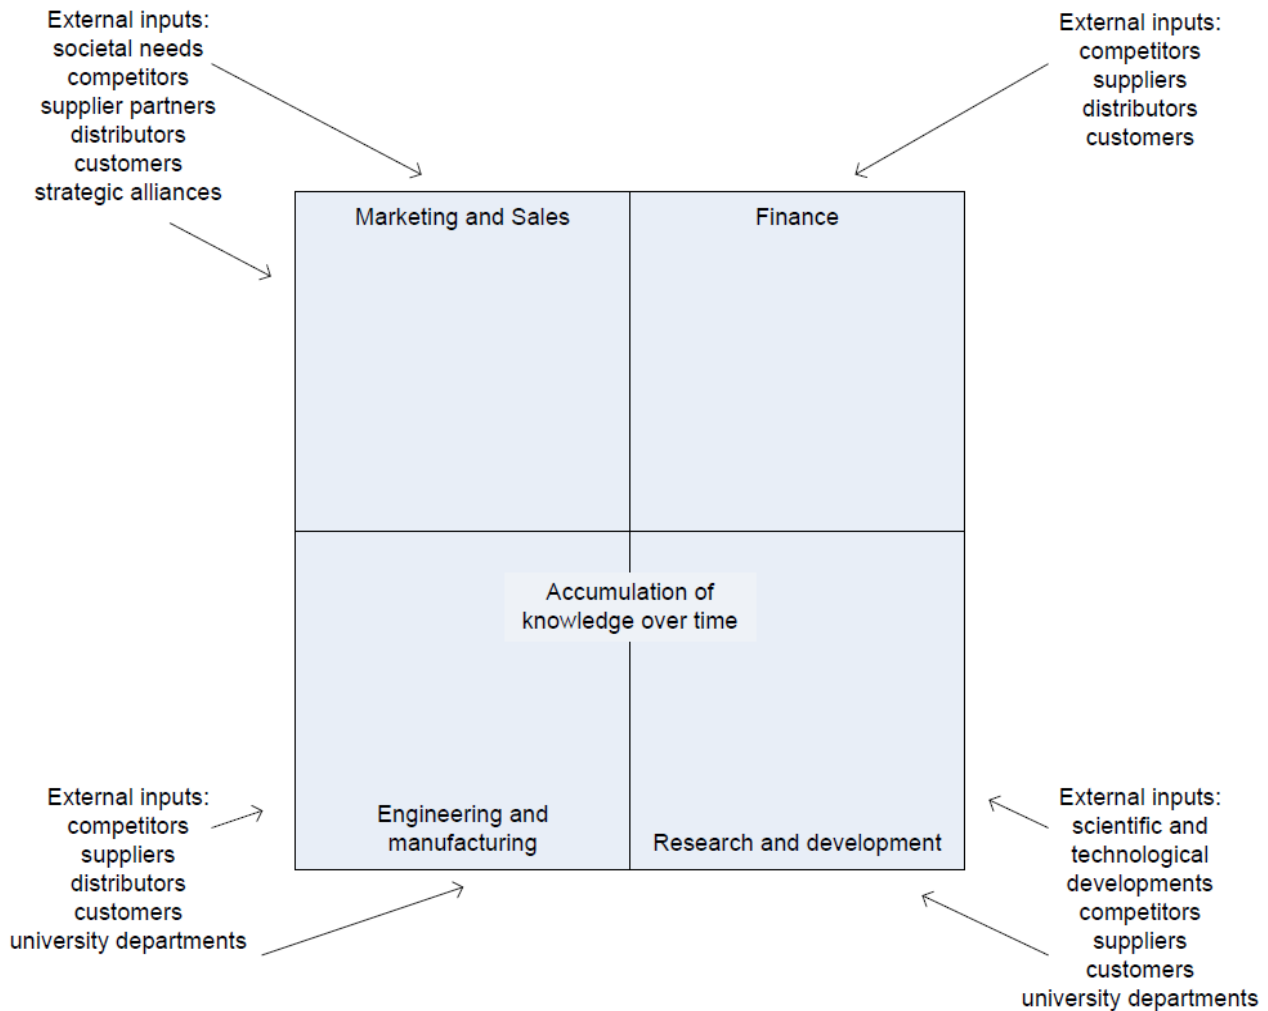 External inputs:
societal needs
competitors
supplier partners
distributors
customers
strategic alliances
External inputs:
competitors
suppliers
distributors
customers
Marketing and Sales
Finance
Accumulation of
knowledge over time
Engineering and
manufacturing
Research and development
External inputs:
competitors
suppliers
distributors
customers
university departments
External inputs:
scientific and
technological
developments
competitors
suppliers
customers
university departments